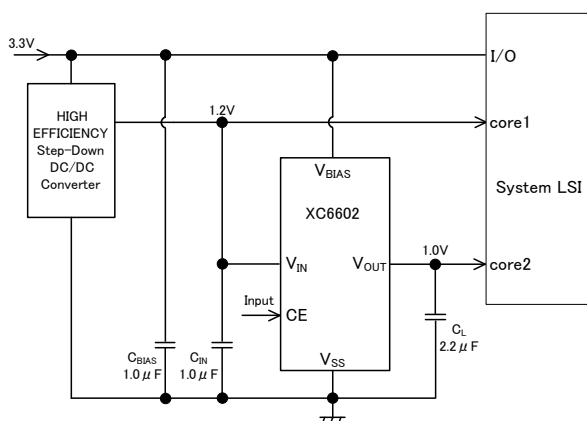 3.3V
I/O
HIGH
EFFICIENCY
Step-Down
DC/DC
Converter
1.2V
core1
System LSI
VBIAS
XC6602
VIN
VOUT
1.0V
core2
Input
CE
CBIAS
1.0μF
CIN
1.0μF
VSS
CL
2.2μF